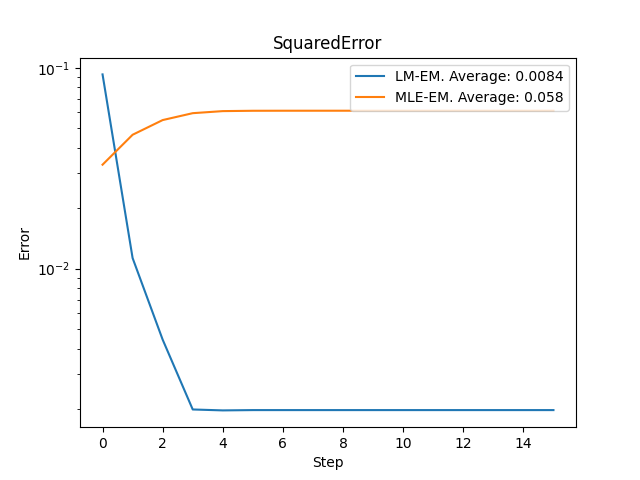 SquaredError
LM-EM. Average: 0.0084
MLE-EM. Average: 0.058
Error
10⁻¹
10⁻²
0 2 4 6 8 10 12 14
Step